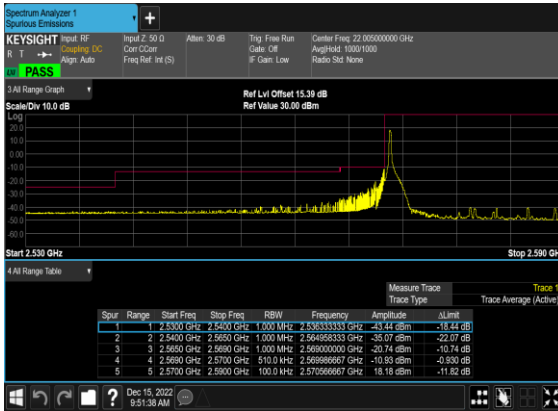 Spectrum Analyzer 1
Spurious Emissions
KEYSIGHT Input: RF Input Z: 50 Ω Atten: 30 dB Trig: Free Run Center Freq: 22.005000000 GHz
R T Coupling: DC Corr CCorr Gate: Off Avg|Hold: 1000/1000
Align: Auto Freq Ref: Int (S) IF Gain: Low Radio Std: None
PASS
3 All Range Graph
Ref Lvl Offset 15.39 dB
Scale/Div 10.0 dB Ref Value 30.00 dBm
Log
20.0
10.0
0.00
-10.0
-20.0
-30.0
-40.0
-50.0
-60.0
Start 2.530 GHz Stop 2.590 GH
4 All Range Table
Measure Trace Trace 1
Trace Type Trace Average (Active)
Spur Range Start Freq Stop Freq RBW Frequency Amplitude ΔLimit
1 1 2.5300 GHz 2.5400 GHz 1.000 MHz 2.536333333 GHz -43.44 dBm -18.44 dB
2 2 2.5400 GHz 2.5650 GHz 1.000 MHz 2.564958333 GHz -35.07 dBm -22.07 dB
3 3 2.5650 GHz 2.5690 GHz 1.000 MHz 2.569000000 GHz -20.74 dBm -10.74 dB
4 4 2.5690 GHz 2.5700 GHz 510.0 kHz 2.569986667 GHz -10.93 dBm -0.930 dB
5 5 2.5700 GHz 2.5900 GHz 100.0 kHz 2.570566667 GHz 18.18 dBm -11.82 dB
Dec 15, 2022
9:51:38 AM